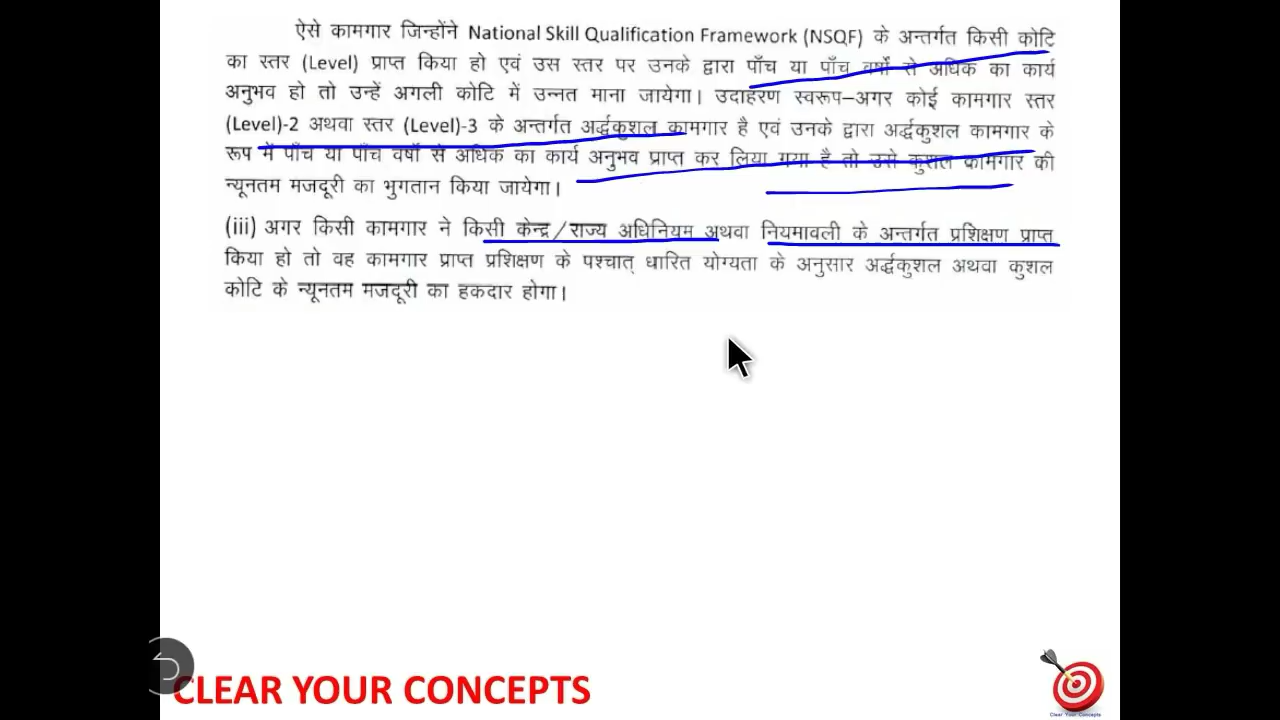 ऐसे कामगार जिन्होंने National Skill Qualification Framework (NSQF) के अन्तर्गत किसी कोटि
का स्तर (Level) प्राप्त किया हो एवं उस स्तर पर उनके द्वारा पाँच या पाँच वर्षों से अधिक का कार्य
अनुभव हो तो उन्हें अगली कोटि में उन्नत माना जायेगा। उदाहरण स्वरूप–अगर कोई कामगार स्तर
(Level)-2 अथवा स्तर (Level)-3 के अन्तर्गत अर्द्धकुशल कामगार है एवं उनके द्वारा अर्द्धकुशल कामगार के
रूप में पाँच या पाँच वर्षों से अधिक का कार्य अनुभव प्राप्त कर लिया गया है तो उसे कुशल कामगार की
न्यूनतम मजदूरी का भुगतान किया जायेगा।
(iii) अगर किसी कामगार ने किसी केन्द्र/राज्य अधिनियम अथवा नियमावली के अन्तर्गत प्रशिक्षण प्राप्त
किया हो तो वह कामगार प्राप्त प्रशिक्षण के पश्चात् धारित योग्यता के अनुसार अर्द्धकुशल अथवा कुशल
कोटि के न्यूनतम मजदूरी का हकदार होगा।
CLEAR YOUR CONCEPTS
Clear Your Concepts